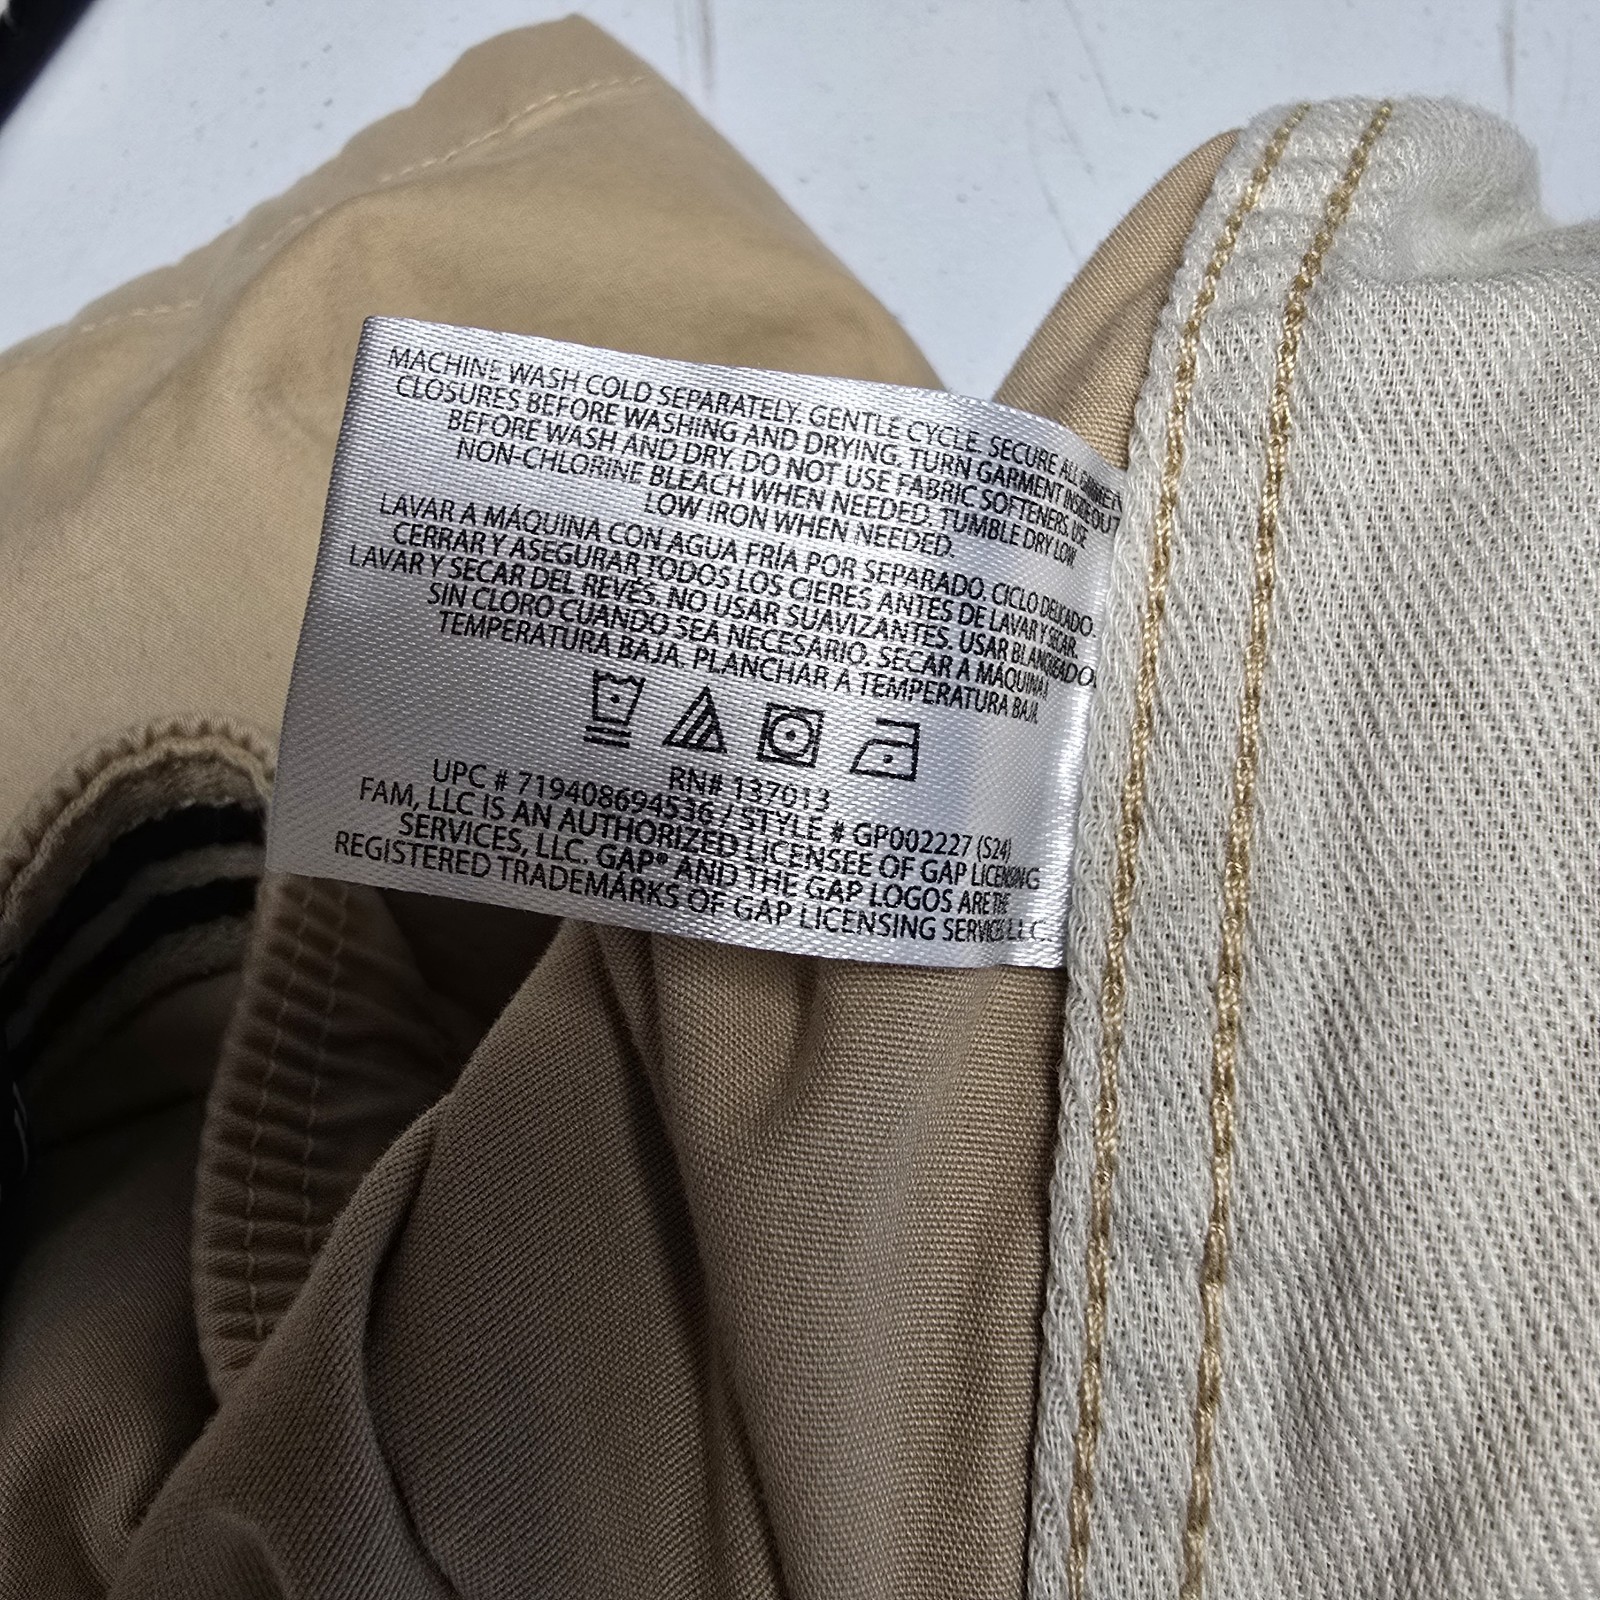 MACHINE WASH COLD SEPARATELY. GENTLE CYCLE. SECURE ALL GARMENT
CLOSURES BEFORE WASHING AND DRYING. TURN GARMENT INSIDE OUT
BEFORE WASH AND DRY. DO NOT USE FABRIC SOFTENERS. USE
NON-CHLORINE BLEACH WHEN NEEDED. TUMBLE DRY LOW.
LOW IRON WHEN NEEDED.
LAVAR A MÁQUINA CON AGUA FRÍA POR SEPARADO. CICLO DELICADO.
CERRAR Y ASEGURAR TODOS LOS CIERES ANTES DE LAVAR Y SECAR.
LAVAR Y SECAR DEL REVÉS. NO USAR SUAVIZANTES. USAR BLANQUEADOR
SIN CLORO CUANDO SEA NECESARIO. SECAR A MÁQUINA A
TEMPERATURA BAJA. PLANCHAR A TEMPERATURA BAJA.
RN# 137013
UPC # 719408694536 / STYLE # GP002227 (S24)
FAM, LLC IS AN AUTHORIZED LICENSEE OF GAP LICENSING
SERVICES, LLC. GAP® AND THE GAP LOGOS ARE THE
REGISTERED TRADEMARKS OF GAP LICENSING SERVICES LLC.